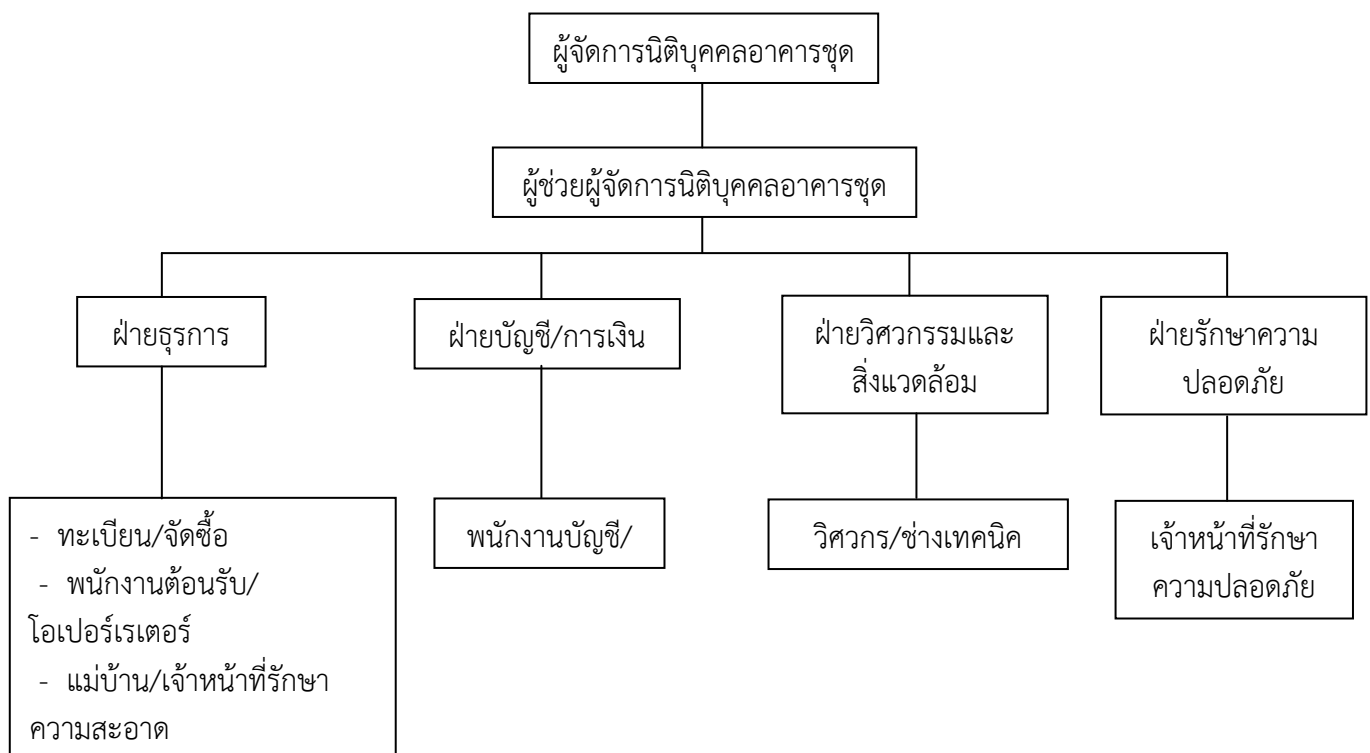 ผู้จัดการนิติบุคคลอาคารชุด
ผู้ช่วยผู้จัดการนิติบุคคลอาคารชุด
ฝ่ายธุรการ
ฝ่ายบัญชี/การเงิน
ฝ่ายวิศวกรรมและ
สิ่งแวดล้อม
ฝ่ายรักษาความ
ปลอดภัย
- ทะเบียน/จัดซื้อ
- พนักงานต้อนรับ/
โอเปอร์เรเตอร์
- แม่บ้าน/เจ้าหน้าที่รักษา
ความสะอาด
พนักงานบัญชี/
วิศวกร/ช่างเทคนิค
เจ้าหน้าที่รักษา
ความปลอดภัย